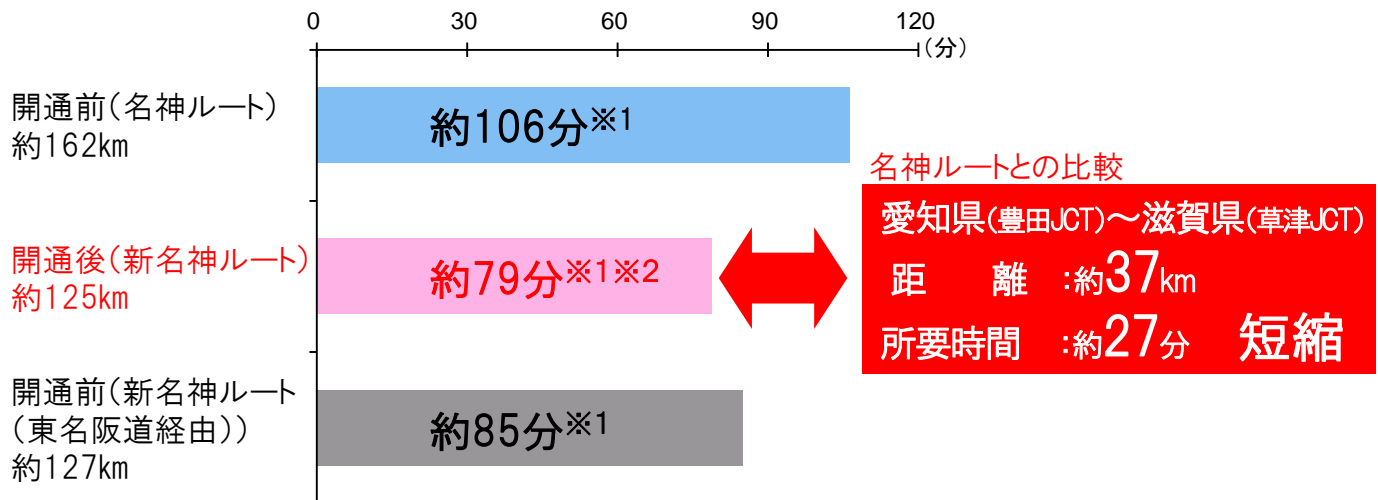 0 30 60 90 120
(分)
開通前(名神ルート)
約162km
約106分※1
名神ルートとの比較
愛知県(豊田JCT)～滋賀県(草津JCT)
距　離　:約37km
所要時間　:約27分　短縮
開通後(新名神ルート)
約125km
約79分※1※2
開通前(新名神ルート
(東名阪道経由))
約127km
約85分※1